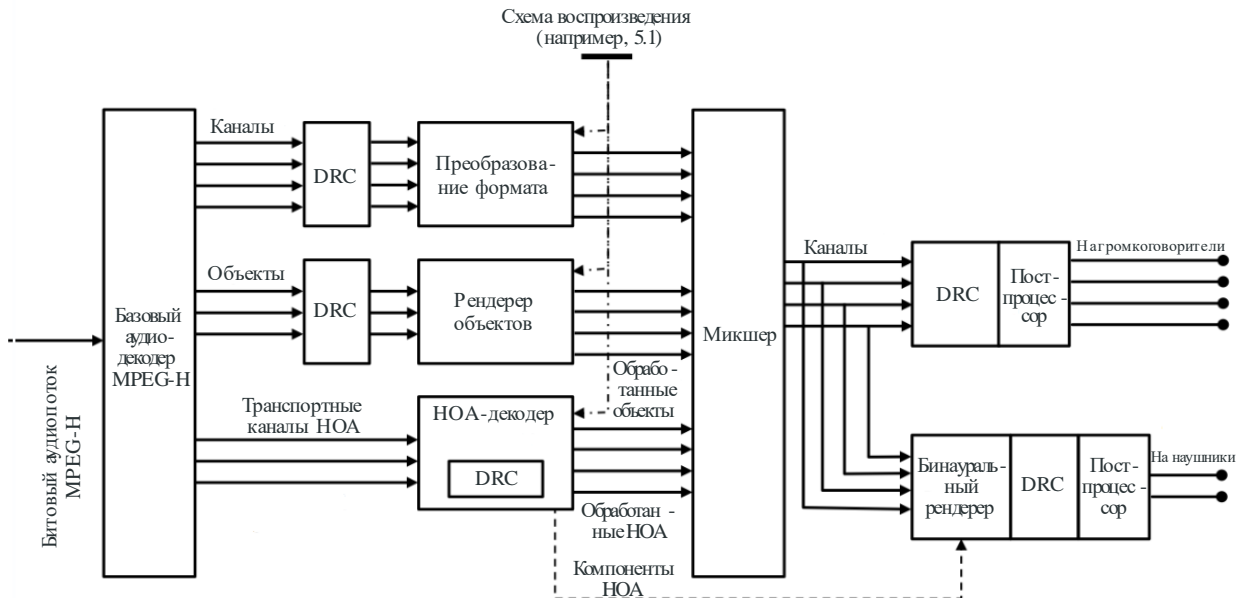 Схема воспроизведения
(например, 5.1)
Каналы
DRC
Преобразова-
ние формата
Объекты
DRC
Рендерер
объектов
Базовый
аудио-
декодер
MPEG-H
Битовый аудиопоток
MPEG-H
Транспортные
каналы HOA
HOA-декодер
DRC
Обрабо-
танные
объекты
Обработан-
ные HOA
Компоненты
HOA
Микшер
Каналы
DRC
Пост-
процес-
сор
На громкоговорители
Бинаураль-
ный
рендерер
DRC
Пост-
процес-
сор
На наушники